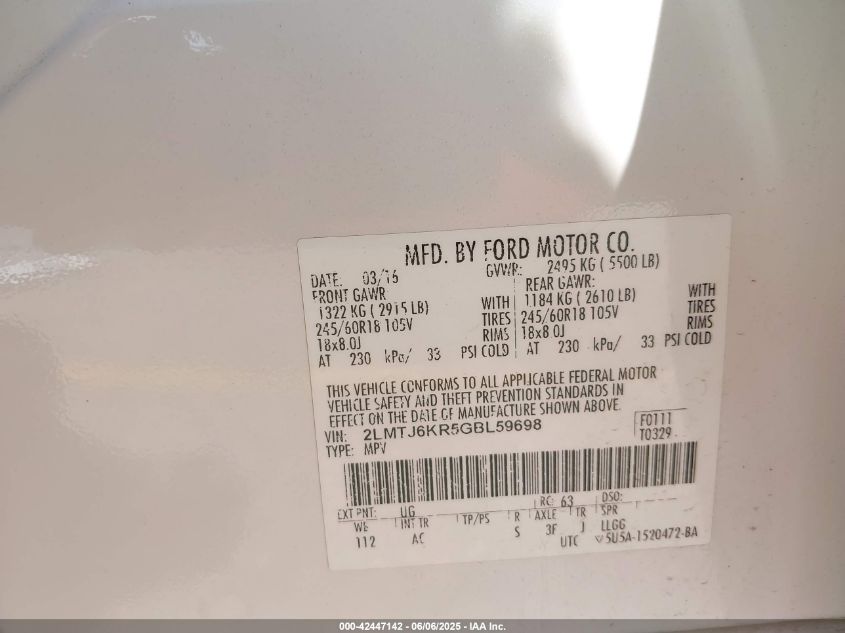 MFD. BY FORD MOTOR CO.
DATE: 03/16 GVWR: 2495 KG ( 5500 LB)
FRONT GAWR: REAR GAWR:
1322 KG ( 2915 LB) WITH 1184 KG ( 2610 LB) WITH
245/60R18 105V TIRES 245/60R18 105V TIRES
18x8.0J RIMS 18x8.0J RIMS
AT 230 kPa/ 33 PSI COLD AT 230 kPa/ 33 PSI COLD
THIS VEHICLE CONFORMS TO ALL APPLICABLE FEDERAL MOTOR
VEHICLE SAFETY AND THEFT PREVENTION STANDARDS IN
EFFECT ON THE DATE OF MANUFACTURE SHOWN ABOVE.
VIN: 2LMTJ6KR5GBL59698 F0111
TYPE: MPV T0329
EXT PNT: UG RC: 63 DSO:
WB INT TR TP/PS R AXLE TR SPR
112 AC S 3F J LLGG
UTC 5U5A-1520472-BA
000-42447142 - 06/06/2025 - IAA Inc.